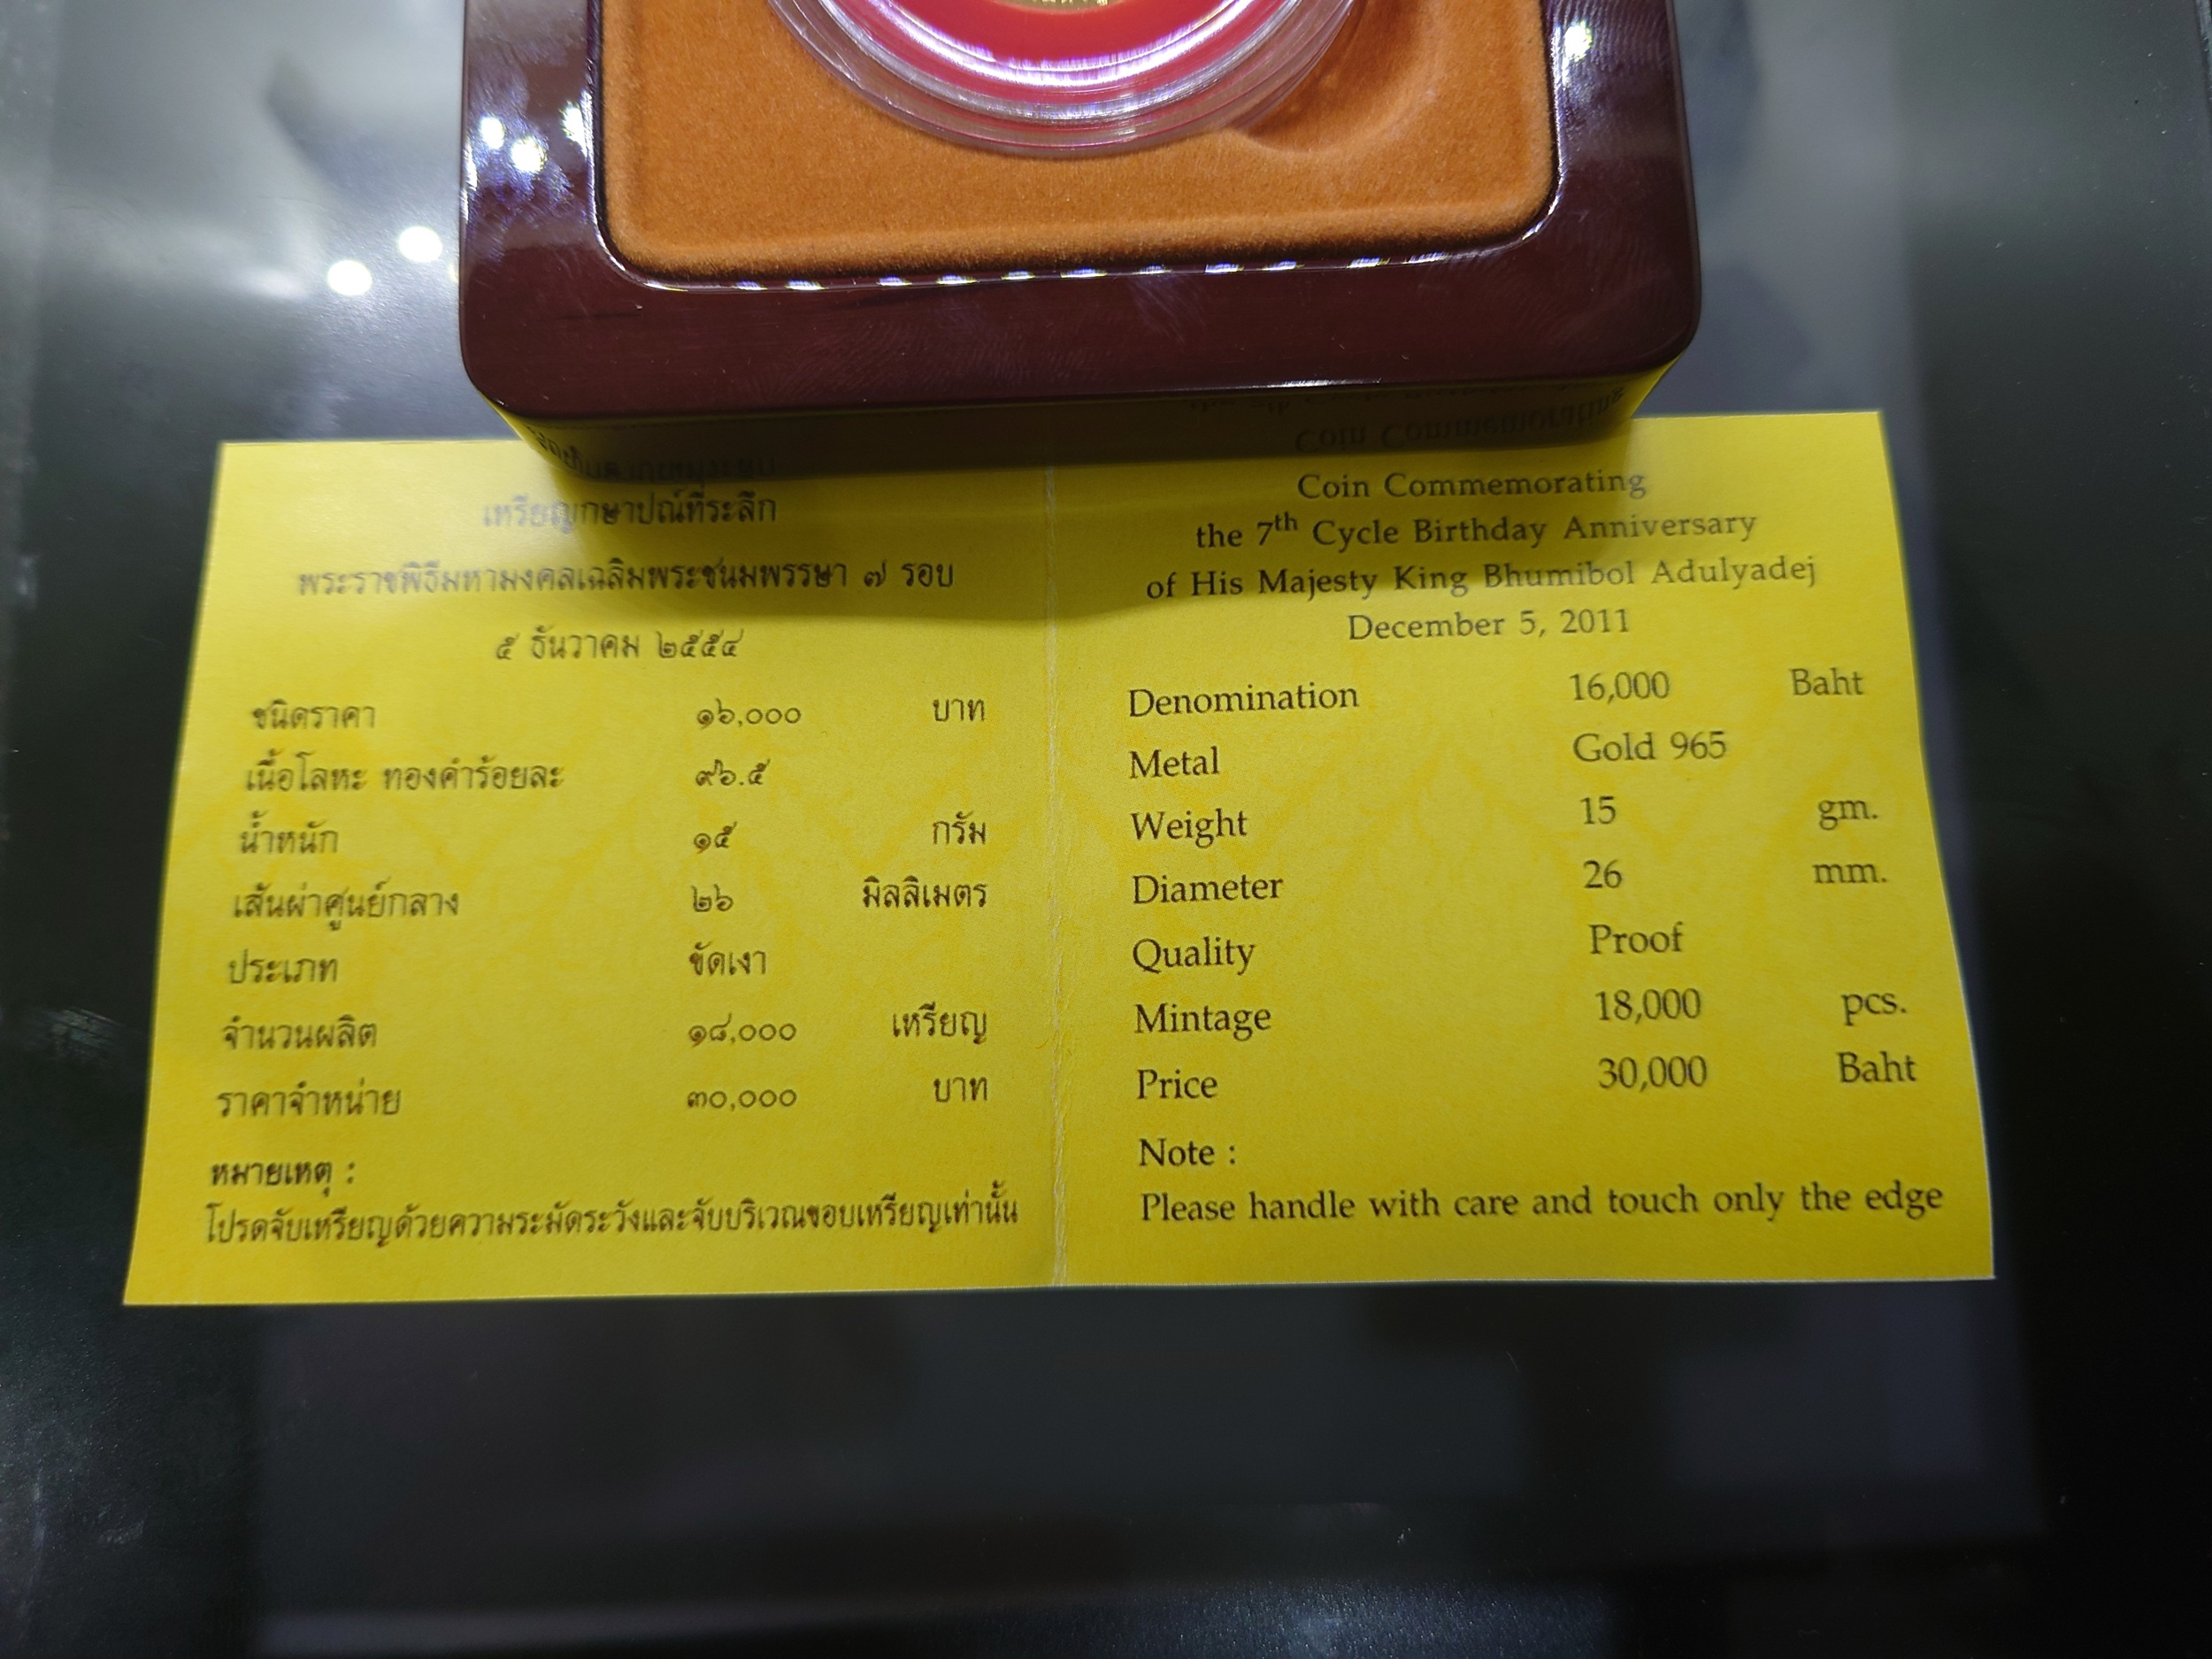 เหรียญกษาปณ์ที่ระลึก
พระราชพิธีมหามงคลเฉลิมพระชนมพรรษา ๗ รอบ
๕ ธันวาคม ๒๕๕๔
ชนิดราคา ๑๖,๐๐๐ บาท
เนื้อโลหะ ทองคำร้อยละ ๙๖.๕
น้ำหนัก ๑๕ กรัม
เส้นผ่าศูนย์กลาง ๒๖ มิลลิเมตร
ประเภท ขัดเงา
จำนวนผลิต ๑๘,๐๐๐ เหรียญ
ราคาจำหน่าย ๓๐,๐๐๐ บาท
หมายเหตุ :
โปรดจับเหรียญด้วยความระมัดระวังและจับบริเวณขอบเหรียญเท่านั้น
Coin Commemorating
the 7th Cycle Birthday Anniversary
of His Majesty King Bhumibol Adulyadej
December 5, 2011
Denomination 16,000 Baht
Metal Gold 965
Weight 15 gm.
Diameter 26 mm.
Quality Proof
Mintage 18,000 pcs.
Price 30,000 Baht
Note :
Please handle with care and touch only the edge